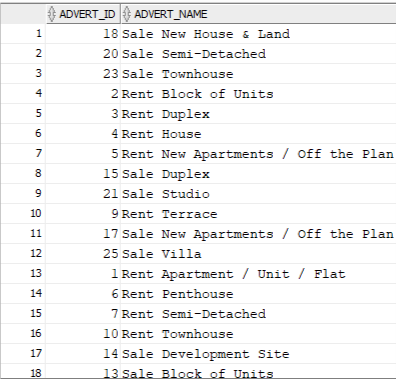 ADVERT_ID ADVERT_NAME
1 18 Sale New House & Land
2 20 Sale Semi-Detached
3 23 Sale Townhouse
4 2 Rent Block of Units
5 3 Rent Duplex
6 4 Rent House
7 5 Rent New Apartments / Off the Plan
8 15 Sale Duplex
9 21 Sale Studio
10 9 Rent Terrace
11 17 Sale New Apartments / Off the Plan
12 25 Sale Villa
13 1 Rent Apartment / Unit / Flat
14 6 Rent Penthouse
15 7 Rent Semi-Detached
16 10 Rent Townhouse
17 14 Sale Development Site
18 13 Sale Block of Units